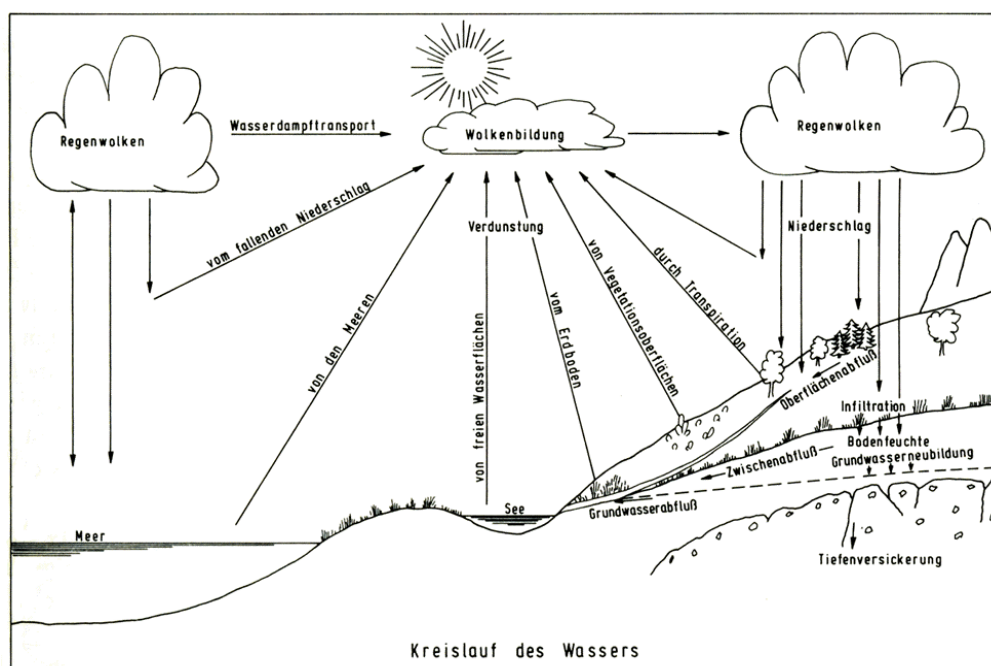 Regenwolken
Wasserdampftransport
Wolkenbildung
Regenwolken
vom fallenden Niederschlag
Verdunstung
Niederschlag
von den Meeren
von freien Wasserflächen
vom Erdboden
von Vegetationsoberflächen
durch Transpiration
Oberflächenabfluß
Infiltration
Bodenfeuchte
Grundwasserneubildung
Zwischenabfluß
Grundwasserabfluß
See
Meer
Tiefenversickerung
Kreislauf des Wassers